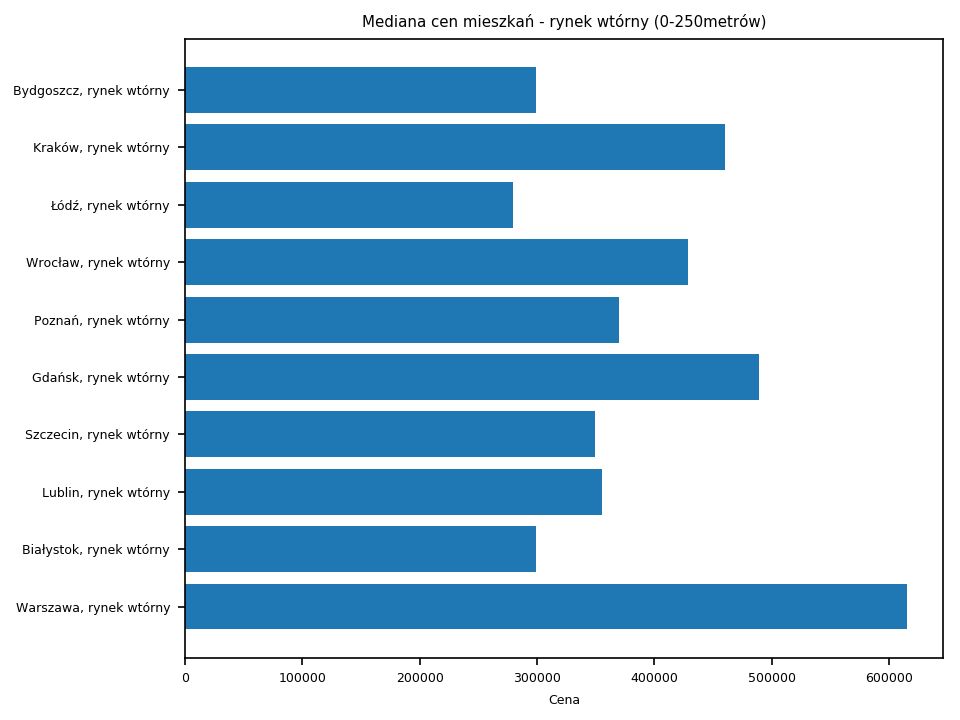 Mediana cen mieszkań - rynek wtórny (0-250metrów)
Bydgoszcz, rynek wtórny
Kraków, rynek wtórny
Łódź, rynek wtórny
Wrocław, rynek wtórny
Poznań, rynek wtórny
Gdańsk, rynek wtórny
Szczecin, rynek wtórny
Lublin, rynek wtórny
Białystok, rynek wtórny
Warszawa, rynek wtórny
0 100000 200000 300000 400000 500000 600000
Cena